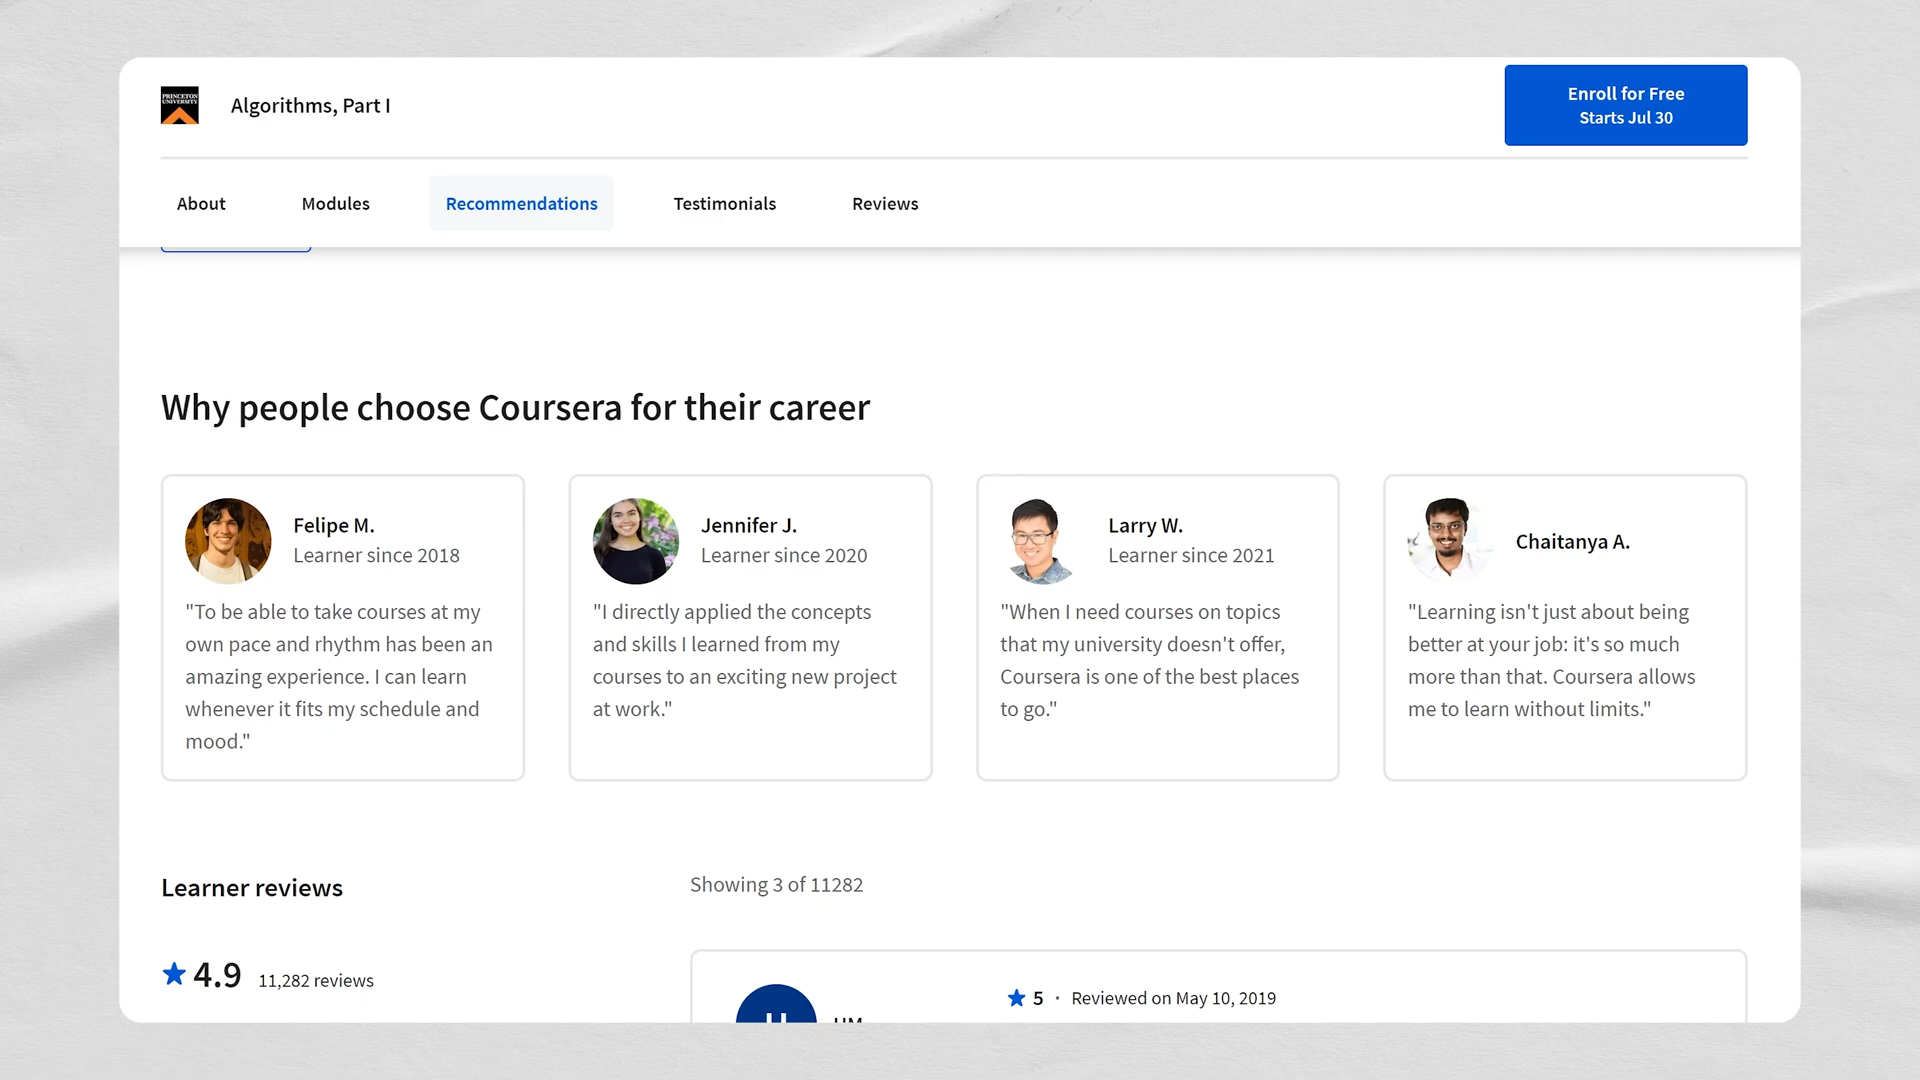 PRINCETON
UNIVERSITY
Algorithms, Part I
Enroll for Free
Starts Jul 30
About
Modules
Recommendations
Testimonials
Reviews
Why people choose Coursera for their career
Felipe M.
Learner since 2018
"To be able to take courses at my
own pace and rhythm has been an
amazing experience. I can learn
whenever it fits my schedule and
mood."
Jennifer J.
Learner since 2020
"I directly applied the concepts
and skills I learned from my
courses to an exciting new project
at work."
Larry W.
Learner since 2021
"When I need courses on topics
that my university doesn't offer,
Coursera is one of the best places
to go."
Chaitanya A.
"Learning isn't just about being
better at your job: it's so much
more than that. Coursera allows
me to learn without limits."
Learner reviews
4.9 11,282 reviews
Showing 3 of 11282
5 · Reviewed on May 10, 2019